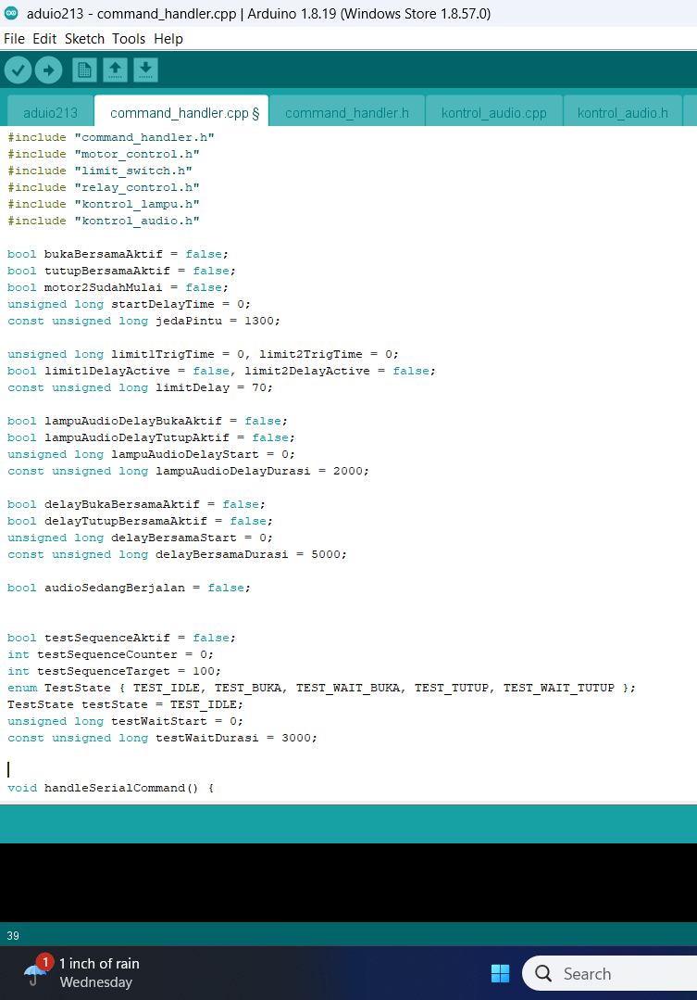 aduio213 - command_handler.cpp | Arduino 1.8.19 (Windows Store 1.8.57.0)
File Edit Sketch Tools Help
aduio213 command_handler.cpp § command_handler.h kontrol_audio.cpp kontrol_audio.h
#include "command_handler.h"
#include "motor_control.h"
#include "limit_switch.h"
#include "relay_control.h"
#include "kontrol_lampu.h"
#include "kontrol_audio.h"
bool bukaBersamaAktif = false;
bool tutupBersamaAktif = false;
bool motor2SudahMulai = false;
unsigned long startDelayTime = 0;
const unsigned long jedaPintu = 1300;
unsigned long limit1TrigTime = 0, limit2TrigTime = 0;
bool limit1DelayActive = false, limit2DelayActive = false;
const unsigned long limitDelay = 70;
bool lampuAudioDelayBukaAktif = false;
bool lampuAudioDelayTutupAktif = false;
unsigned long lampuAudioDelayStart = 0;
const unsigned long lampuAudioDelayDurasi = 2000;
bool delayBukaBersamaAktif = false;
bool delayTutupBersamaAktif = false;
unsigned long delayBersamaStart = 0;
const unsigned long delayBersamaDurasi = 5000;
bool audioSedangBerjalan = false;
bool testSequenceAktif = false;
int testSequenceCounter = 0;
int testSequenceTarget = 100;
enum TestState { TEST_IDLE, TEST_BUKA, TEST_WAIT_BUKA, TEST_TUTUP, TEST_WAIT_TUTUP };
TestState testState = TEST_IDLE;
unsigned long testWaitStart = 0;
const unsigned long testWaitDurasi = 3000;
void handleSerialCommand() {
39
1
1 inch of rain
Wednesday
Search